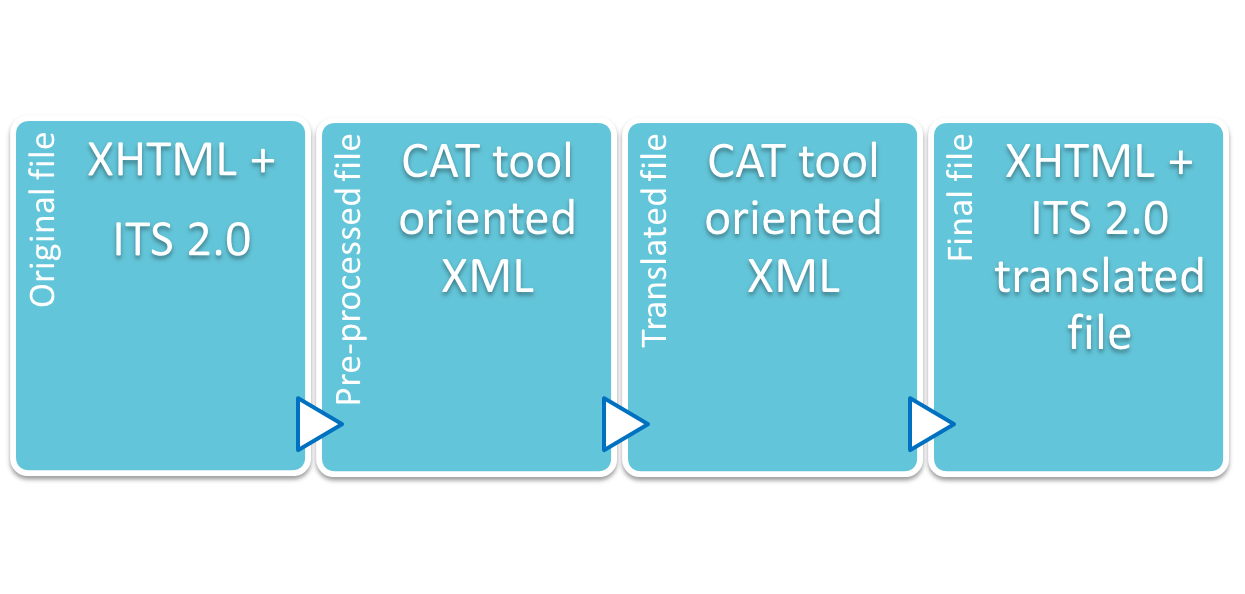 Original file
XHTML +
ITS 2.0
Pre-processed file
CAT tool
oriented
XML
Translated file
CAT tool
oriented
XML
Final file
XHTML +
ITS 2.0
translated
file